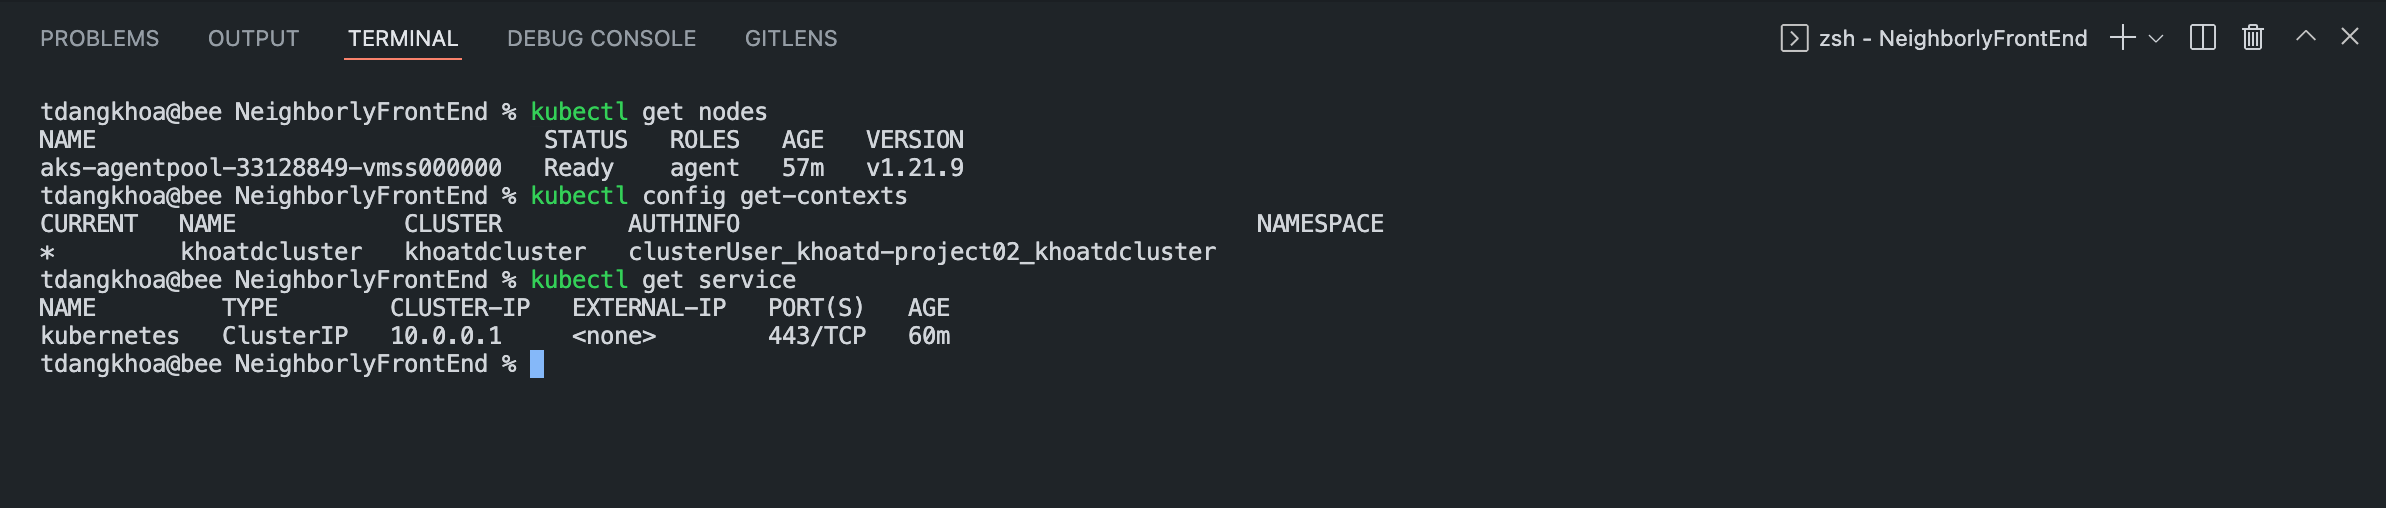 PROBLEMS OUTPUT TERMINAL DEBUG CONSOLE GITLENS zsh - NeighborlyFrontEnd
tdangkhoa@bee NeighborlyFrontEnd % kubectl get nodes
NAME STATUS ROLES AGE VERSION
aks-agentpool-33128849-vmss000000 Ready agent 57m v1.21.9
tdangkhoa@bee NeighborlyFrontEnd % kubectl config get-contexts
CURRENT NAME CLUSTER AUTHINFO NAMESPACE
* khoatdcluster khoatdcluster clusterUser_khoatd-project02_khoatdcluster
tdangkhoa@bee NeighborlyFrontEnd % kubectl get service
NAME TYPE CLUSTER-IP EXTERNAL-IP PORT(S) AGE
kubernetes ClusterIP 10.0.0.1 <none> 443/TCP 60m
tdangkhoa@bee NeighborlyFrontEnd %